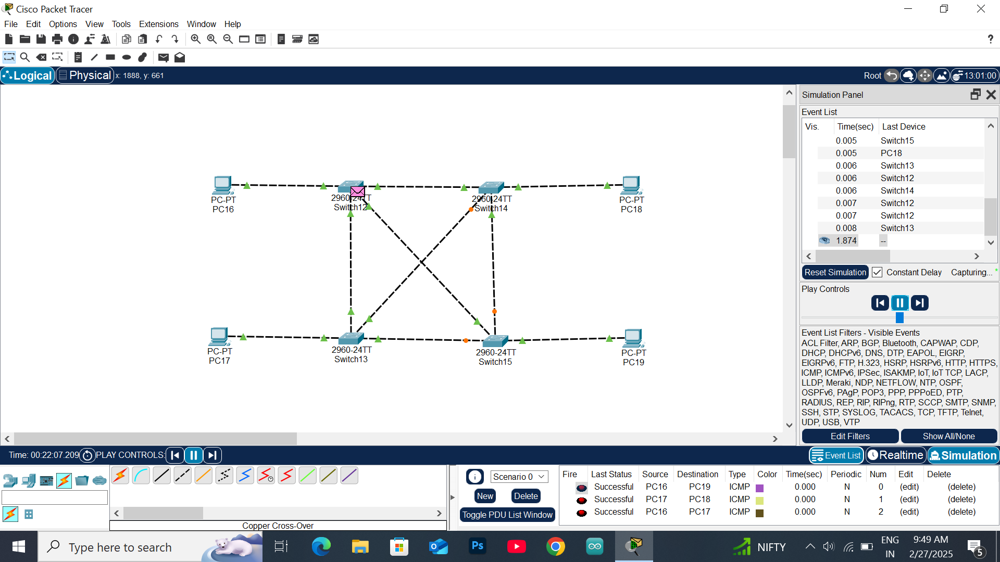 Cisco Packet Tracer
File Edit Options View Tools Extensions Window Help
?
Logical Physical x: 1888, y: 661 Root 13:01:00
Simulation Panel
Event List
Vis. Time(sec) Last Device
0.005 Switch15
0.005 PC18
0.006 Switch13
0.006 Switch12
0.006 Switch14
0.007 Switch12
0.007 Switch12
0.008 Switch13
1.874 --
Reset Simulation Constant Delay Capturing... *
Play Controls
Event List Filters - Visible Events
ACL Filter, ARP, BGP, Bluetooth, CAPWAP, CDP,
DHCP, DHCPv6, DNS, DTP, EAPOL, EIGRP,
EIGRPv6, FTP, H.323, HSRP, HSRPv6, HTTP, HTTPS,
ICMP, ICMPv6, IPSec, ISAKMP, IoT, IoT TCP, LACP,
LLDP, Meraki, NDP, NETFLOW, NTP, OSPF,
OSPFv6, PAgP, POP3, PPP, PPPoED, PTP,
RADIUS, REP, RIP, RIPng, RTP, SCCP, SMTP, SNMP,
SSH, STP, SYSLOG, TACACS, TCP, TFTP, Telnet,
UDP, USB, VTP
Edit Filters Show All/None
PC-PT
PC16
2960-24TT
Switch12
2960-24TT
Switch14
PC-PT
PC18
PC-PT
PC17
2960-24TT
Switch13
2960-24TT
Switch15
PC-PT
PC19
Time: 00:22:07.209 PLAY CONTROLS: Event List Realtime Simulation
Copper Cross-Over
Scenario 0
New Delete
Toggle PDU List Window
Fire Last Status Source Destination Type Color Time(sec) Periodic Num Edit Delete
Successful PC16 PC19 ICMP 0.000 N 0 (edit) (delete)
Successful PC17 PC18 ICMP 0.000 N 1 (edit) (delete)
Successful PC16 PC17 ICMP 0.000 N 2 (edit) (delete)
Type here to search
Ps
NIFTY
ENG
IN
9:49 AM
2/27/2025
5